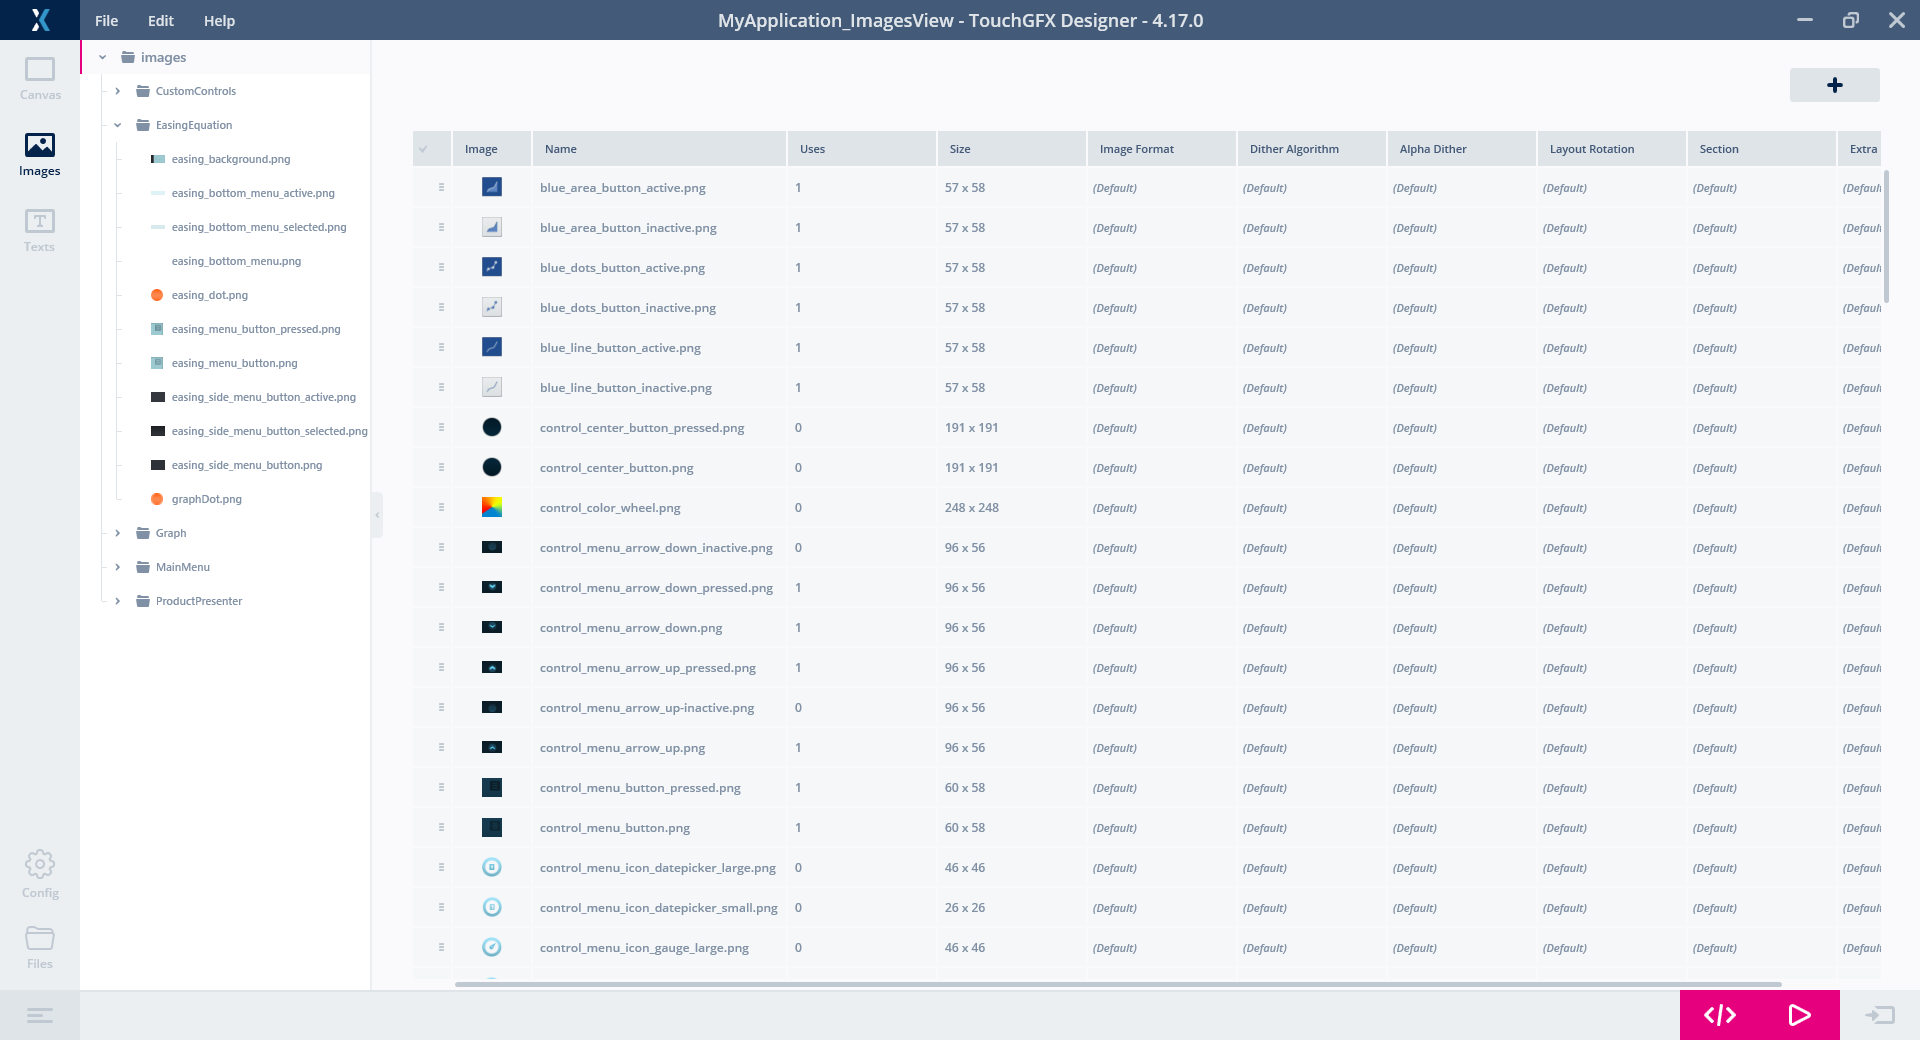 File Edit Help MyApplication_ImagesView - TouchGFX Designer - 4.17.0
Canvas
Images
Texts
Config
Files
images
CustomControls
EasingEquation
easing_background.png
easing_bottom_menu_active.png
easing_bottom_menu_selected.png
easing_bottom_menu.png
easing_dot.png
easing_menu_button_pressed.png
easing_menu_button.png
easing_side_menu_button_active.png
easing_side_menu_button_selected.png
easing_side_menu_button.png
graphDot.png
Graph
MainMenu
ProductPresenter
Image Name Uses Size Image Format Dither Algorithm Alpha Dither Layout Rotation Section Extra
blue_area_button_active.png 1 57 x 58 (Default) (Default) (Default) (Default) (Default) (Defaul
blue_area_button_inactive.png 1 57 x 58 (Default) (Default) (Default) (Default) (Default) (Defaul
blue_dots_button_active.png 1 57 x 58 (Default) (Default) (Default) (Default) (Default) (Defaul
blue_dots_button_inactive.png 1 57 x 58 (Default) (Default) (Default) (Default) (Default) (Defaul
blue_line_button_active.png 1 57 x 58 (Default) (Default) (Default) (Default) (Default) (Defaul
blue_line_button_inactive.png 1 57 x 58 (Default) (Default) (Default) (Default) (Default) (Defaul
control_center_button_pressed.png 0 191 x 191 (Default) (Default) (Default) (Default) (Default) (Defaul
control_center_button.png 0 191 x 191 (Default) (Default) (Default) (Default) (Default) (Defaul
control_color_wheel.png 0 248 x 248 (Default) (Default) (Default) (Default) (Default) (Defaul
control_menu_arrow_down_inactive.png 0 96 x 56 (Default) (Default) (Default) (Default) (Default) (Defaul
control_menu_arrow_down_pressed.png 1 96 x 56 (Default) (Default) (Default) (Default) (Default) (Defaul
control_menu_arrow_down.png 1 96 x 56 (Default) (Default) (Default) (Default) (Default) (Defaul
control_menu_arrow_up_pressed.png 1 96 x 56 (Default) (Default) (Default) (Default) (Default) (Defaul
control_menu_arrow_up-inactive.png 0 96 x 56 (Default) (Default) (Default) (Default) (Default) (Defaul
control_menu_arrow_up.png 1 96 x 56 (Default) (Default) (Default) (Default) (Default) (Defaul
control_menu_button_pressed.png 1 60 x 58 (Default) (Default) (Default) (Default) (Default) (Defaul
control_menu_button.png 1 60 x 58 (Default) (Default) (Default) (Default) (Default) (Defaul
control_menu_icon_datepicker_large.png 0 46 x 46 (Default) (Default) (Default) (Default) (Default) (Defaul
control_menu_icon_datepicker_small.png 0 26 x 26 (Default) (Default) (Default) (Default) (Default) (Defaul
control_menu_icon_gauge_large.png 0 46 x 46 (Default) (Default) (Default) (Default) (Default) (Defaul